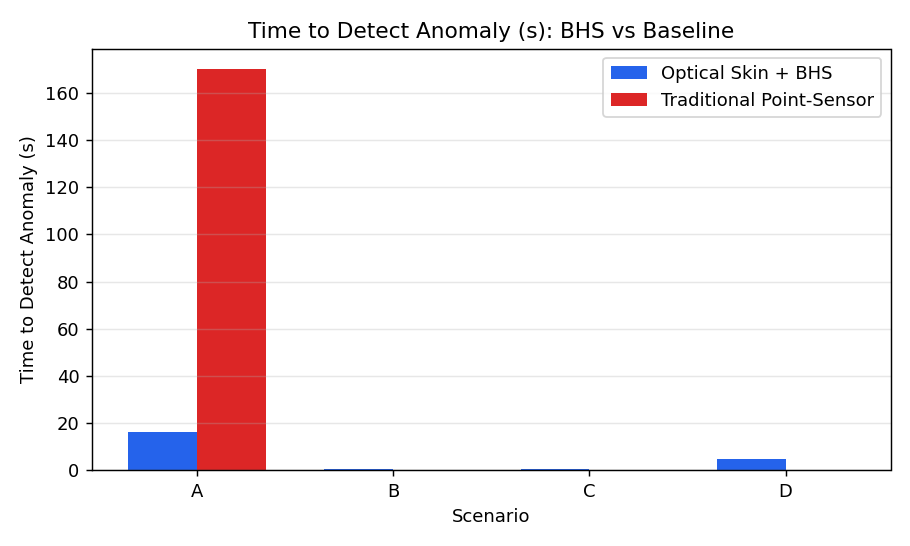 Time to Detect Anomaly (s): BHS vs Baseline
Optical Skin + BHS
Traditional Point-Sensor
Time to Detect Anomaly (s)
160
140
120
100
80
60
40
20
0
A B C D
Scenario